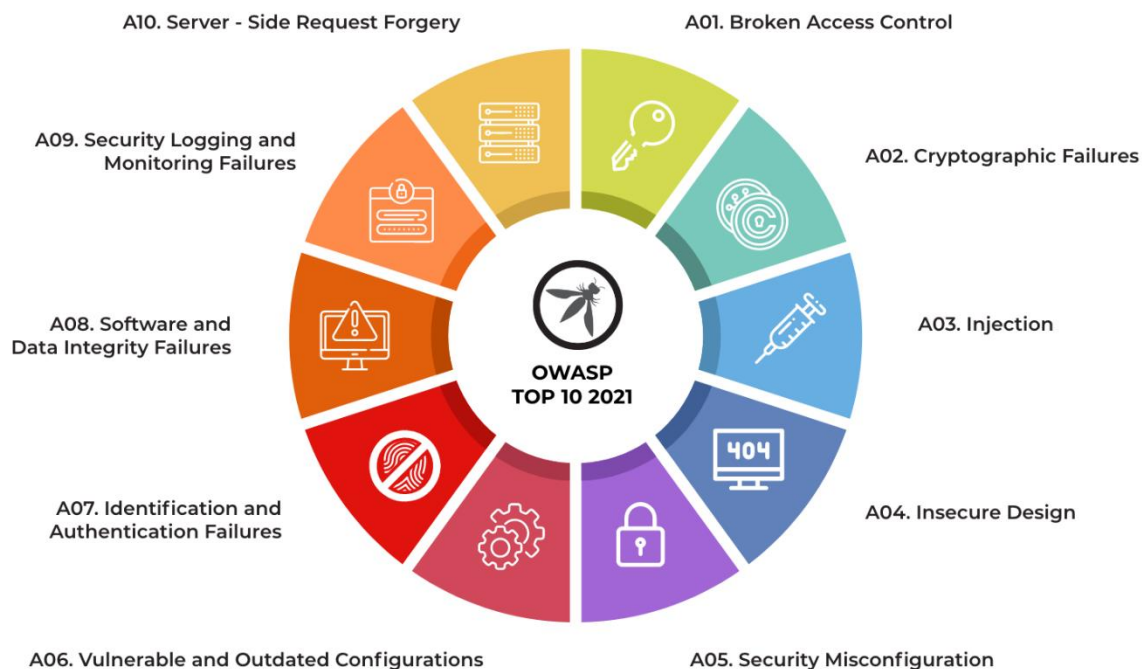 A10. Server - Side Request Forgery
A01. Broken Access Control
A09. Security Logging and
Monitoring Failures
A02. Cryptographic Failures
A08. Software and
Data Integrity Failures
OWASP
TOP 10 2021
A03. Injection
404
A07. Identification and
Authentication Failures
A04. Insecure Design
A06. Vulnerable and Outdated Configurations
A05. Security Misconfiguration